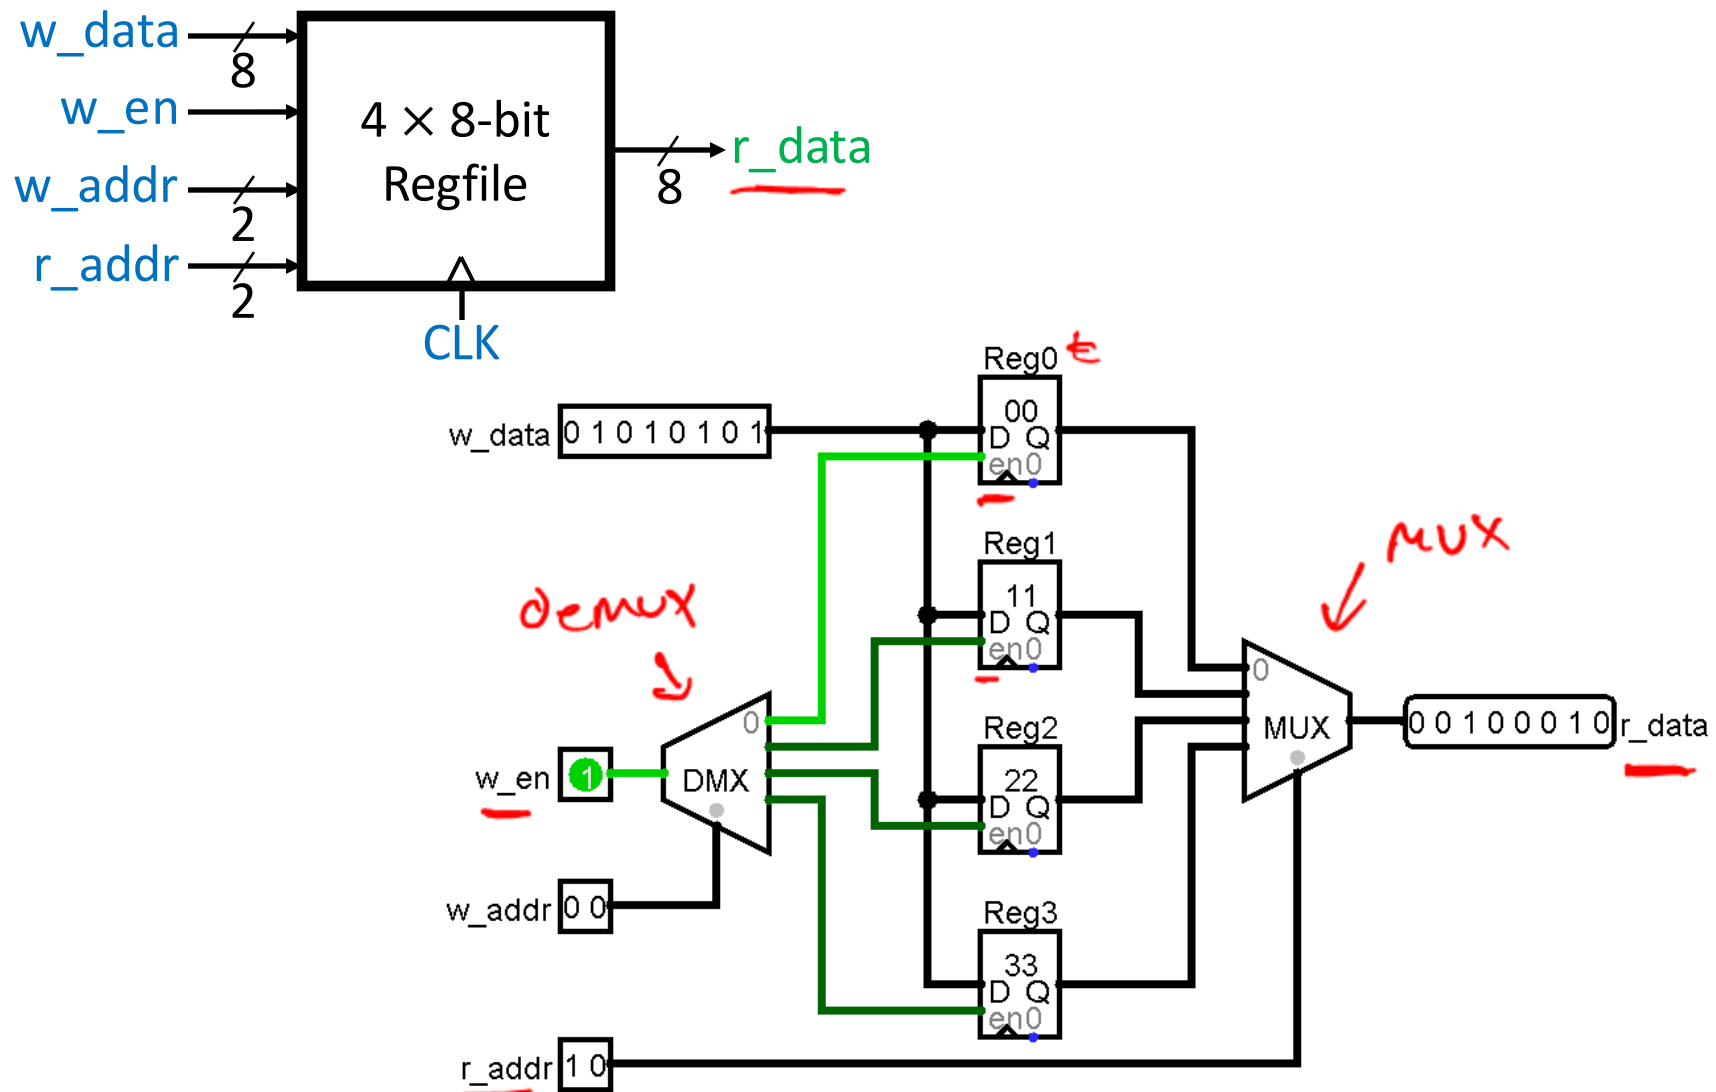 w_data
8
w_en
w_addr
2
r_addr
2
4 × 8-bit
Regfile
r_data
8
CLK
Reg0
00
D Q
en0
w_data 0 1 0 1 0 1 0 1
Reg1
11
D Q
en0
MUX
demux
0
DMX
w_en 1
w_addr 0 0
Reg2
22
D Q
en0
0
MUX
0 0 1 0 0 0 1 0 r_data
Reg3
33
D Q
en0
r_addr 1 0